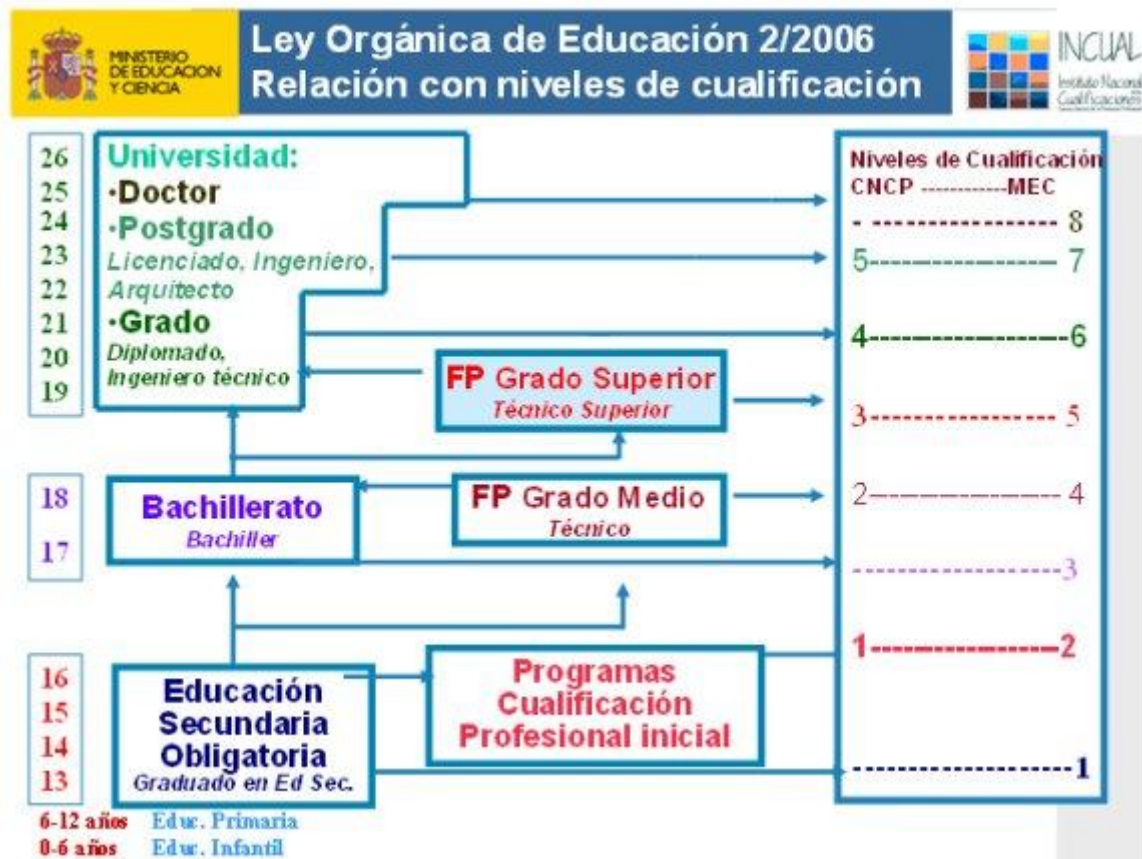 MINISTERIO
DE EDUCACION
Y CIENCIA
Ley Orgánica de Educación 2/2006
Relación con niveles de cualificación
INCUAL
Instituto Nacional
Cualificaciones
26
25
24
23
22
21
20
19
Universidad:
•Doctor
•Postgrado
Licenciado, Ingeniero,
Arquitecto
•Grado
Diplomado,
Ingeniero técnico
FP Grado Superior
Técnico Superior
18
17
Bachillerato
Bachiller
FP Grado Medio
Técnico
16
15
14
13
Educación
Secundaria
Obligatoria
Graduado en Ed Sec.
Programas
Cualificación
Profesional inicial
6-12 años Educ. Primaria
0-6 años Educ. Infantil
Niveles de Cualificación
CNCP ------------MEC
- ----------------- 8
5------------------- 7
4--------------------6
3------------------- 5
2-------------------- 4
--------------------3
1------------------2
---------------------1